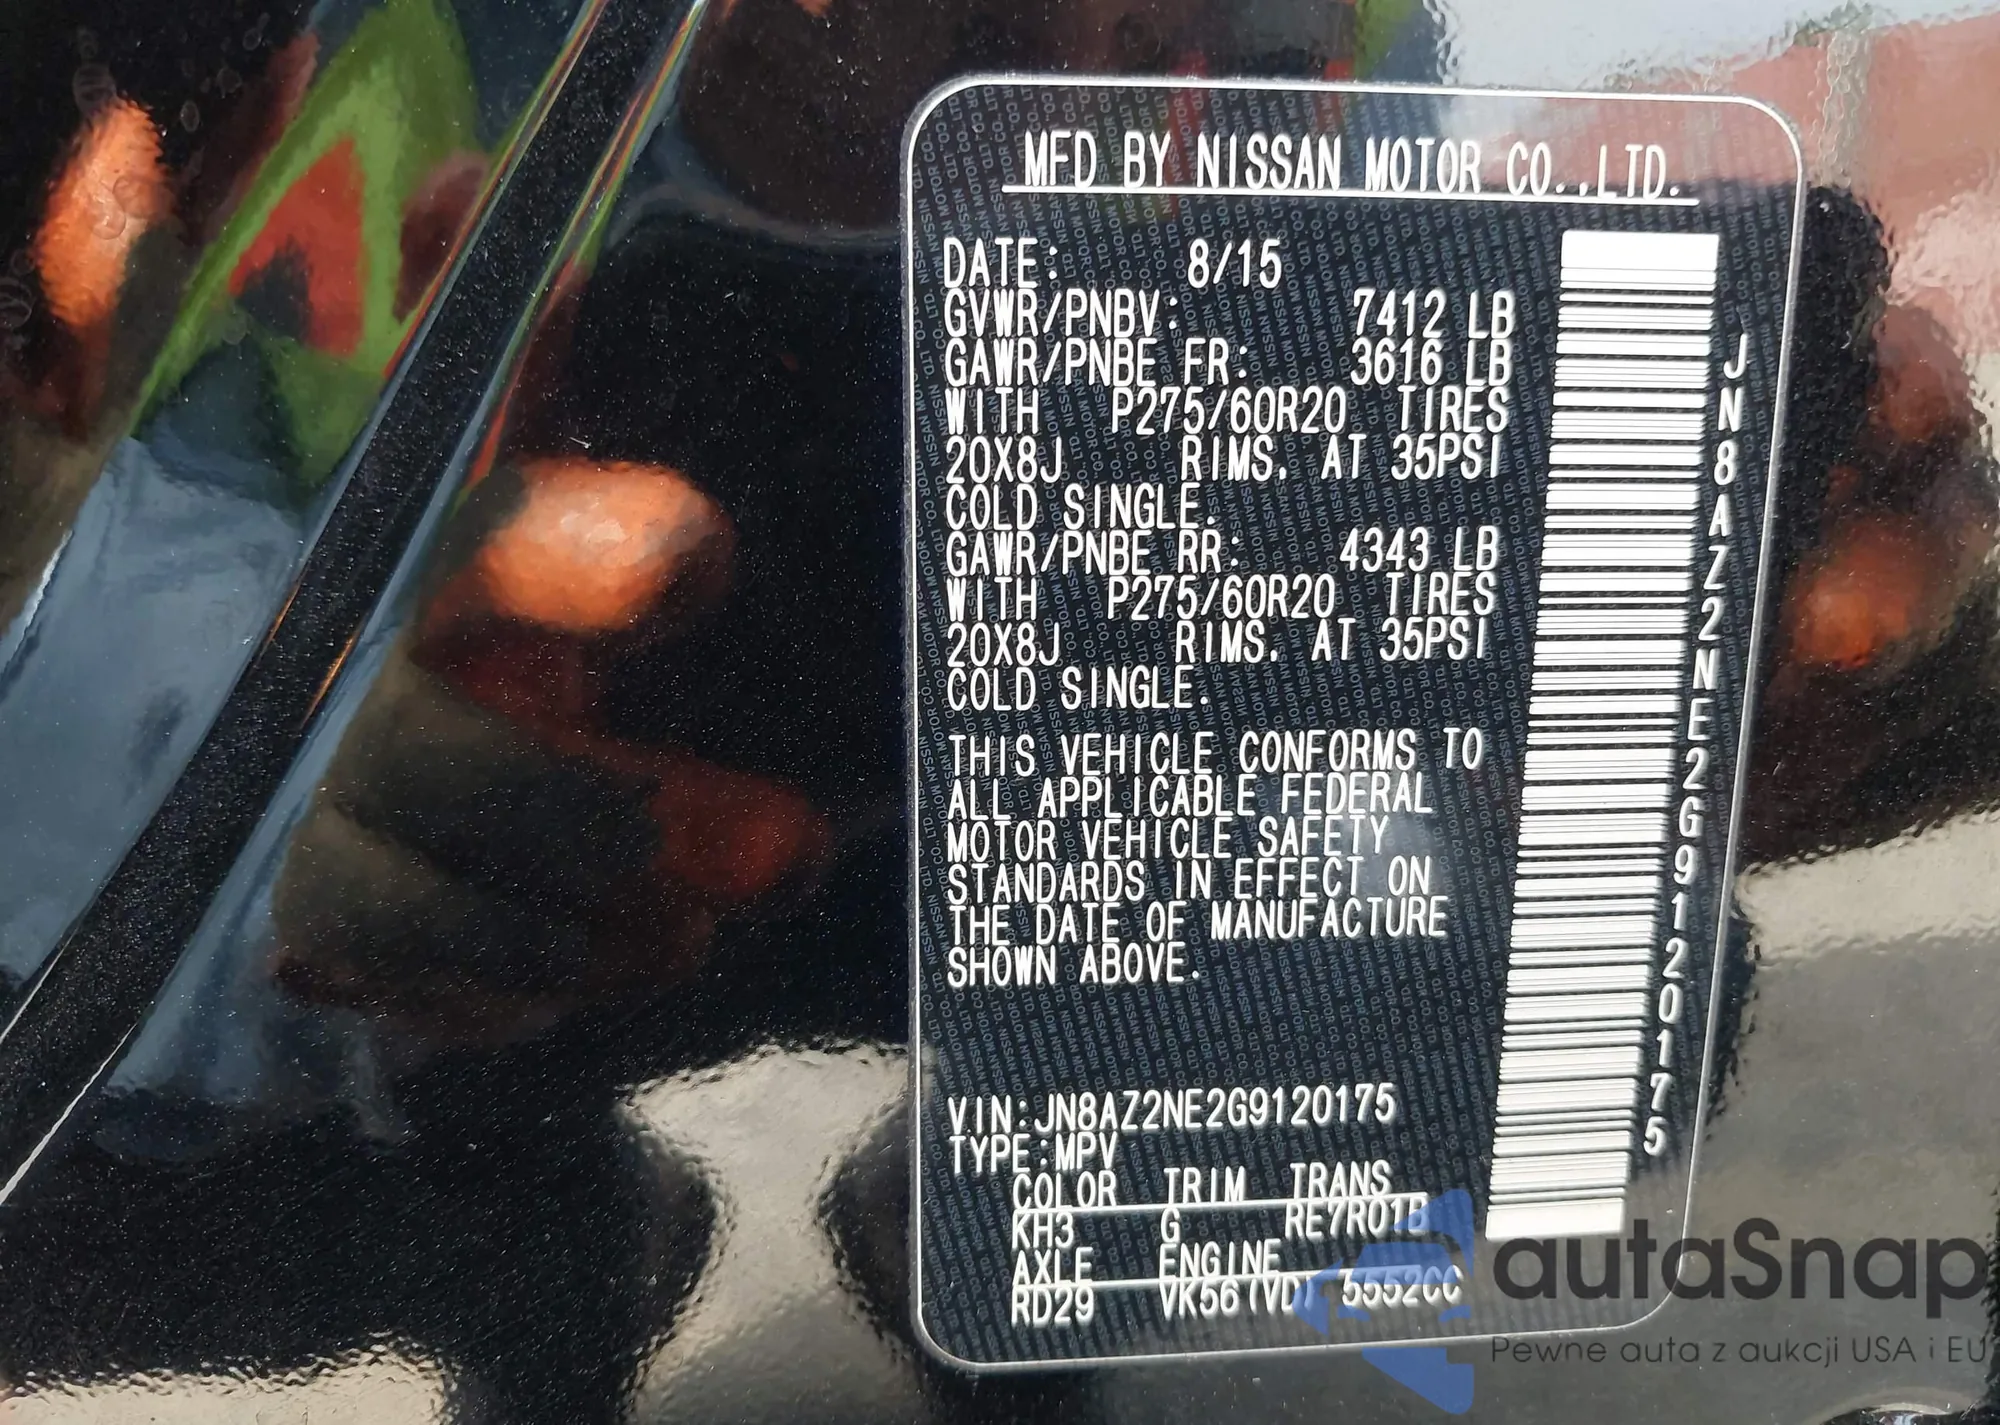 MFD BY NISSAN MOTOR CO.,LTD.
DATE: 8/15
GVWR/PNBV: 7412 LB
GAWR/PNBE FR: 3616 LB
WITH P275/60R20 TIRES
20X8J RIMS. AT 35PSI
COLD SINGLE.
GAWR/PNBE RR: 4343 LB
WITH P275/60R20 TIRES
20X8J RIMS. AT 35PSI
COLD SINGLE.
THIS VEHICLE CONFORMS TO
ALL APPLICABLE FEDERAL
MOTOR VEHICLE SAFETY
STANDARDS IN EFFECT ON
THE DATE OF MANUFACTURE
SHOWN ABOVE.
VIN:JN8AZ2NE2G9120175
TYPE:MPV
COLOR TRIM TRANS
KH3 G RE7R01B
AXLE ENGINE
RD29 VK56(VD) 5552CC
JN8AZ2NE2G9120175
autaSnap
Pewne auta z aukcji USA i EU